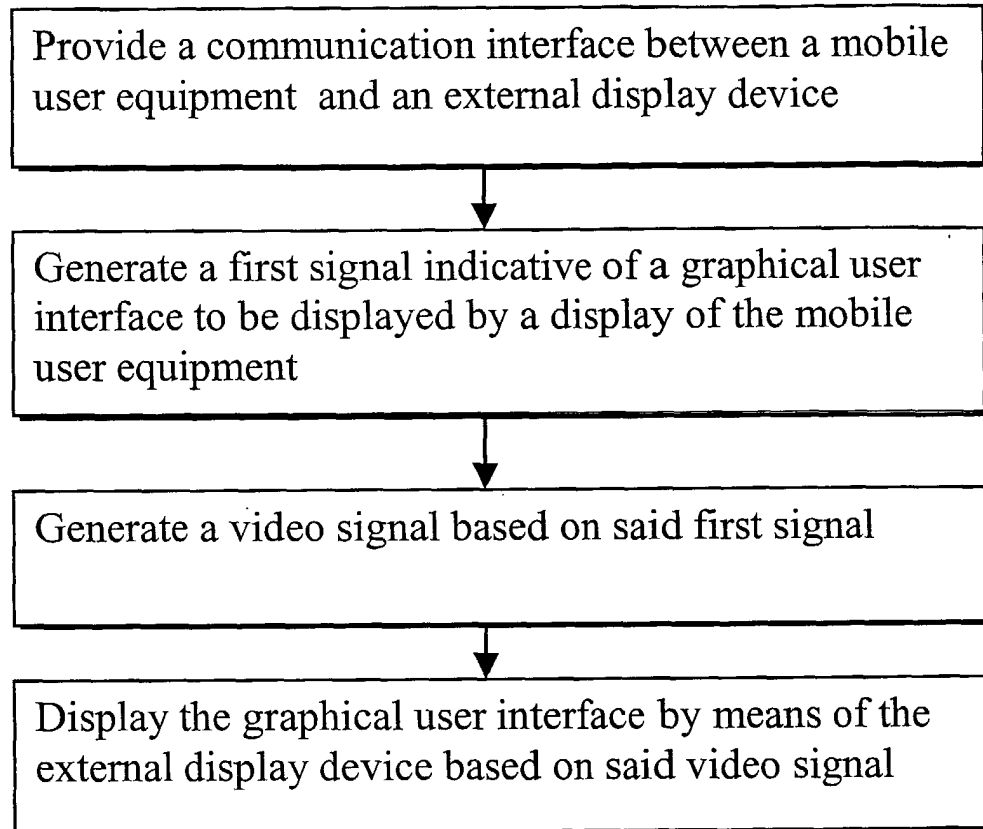 Provide a communication interface between a mobile
user equipment and an external display device
Generate a first signal indicative of a graphical user
interface to be displayed by a display of the mobile
user equipment
Generate a video signal based on said first signal
Display the graphical user interface by means of the
external display device based on said video signal